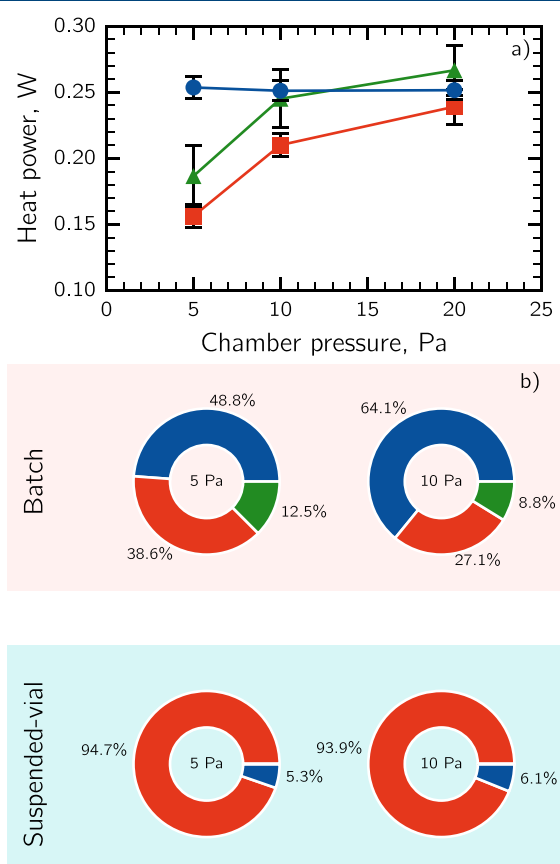 0.30
a)
0.25
0.20
0.15
0.10
Heat power, W
0 5 10 15 20 25
Chamber pressure, Pa
b)
Batch
48.8%
5 Pa
12.5%
38.6%
64.1%
10 Pa
8.8%
27.1%
Suspended-vial
94.7%
5 Pa
5.3%
93.9%
10 Pa
6.1%